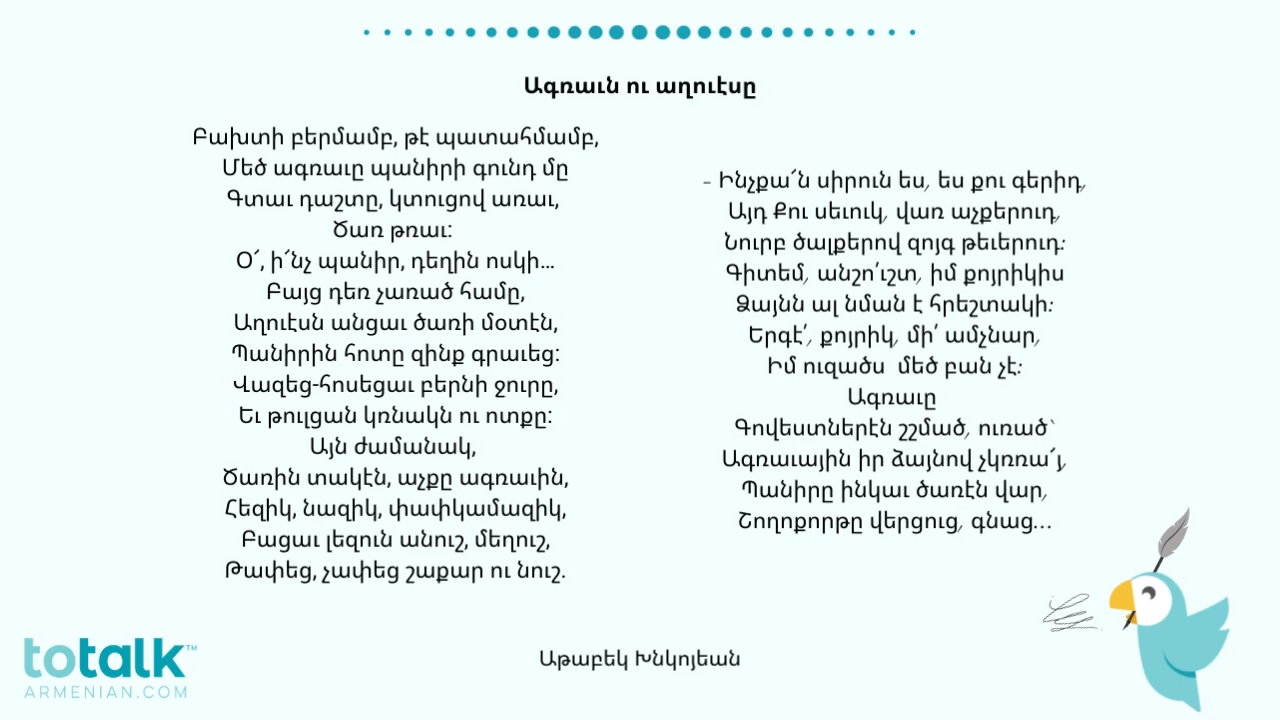 Ագռաւն ու աղուէսը
Բախտի բերմամբ, թէ պատահմամբ,
Մեծ ագռաւը պանիրի գունդ մը
Գտաւ դաշտը, կտուցով առաւ,
Ծառ թռաւ:
Օ՜, ի՜նչ պանիր, դեղին ոսկի...
Բայց դեռ չառած համը,
Աղուէսն անցաւ ծառի մօտէն,
Պանիրին հոտը զինք գրաւեց:
Վազեց-հոսեցաւ բերնի ջուրը,
Եւ թուլցան կռնակն ու ոտքը:
Այն ժամանակ,
Ծառին տակէն, աչքը ագռաւին,
Հեզիկ, նազիկ, փափկամազիկ,
Բացաւ լեզուն անուշ, մեղուշ,
Թափեց, չափեց շաքար ու նուշ.
- Ինչքա՜ն սիրուն ես, ես քու գերիդ,
Այդ Քու սեւուկ, վառ աչքերուդ,
Նուրբ ծալքերով զոյգ թեւերուդ:
Գիտեմ, անշո՛ւշտ, իմ քոյրիկիս
Ձայնն ալ նման է հրեշտակի:
Երգէ՛, քոյրիկ, մի՛ ամչնար,
Իմ ուզածս  մեծ բան չէ:
Ագռաւը
Գովեստներէն շշմած, ուռած՝
Ագռաւային իր ձայնով չկռռա՜յ,
Պանիրը ինկաւ ծառէն վար,
Շողոքորթը վերցուց, գնաց...
Աթաբեկ Խնկոյեան
totalk™
ARMENIAN.COM